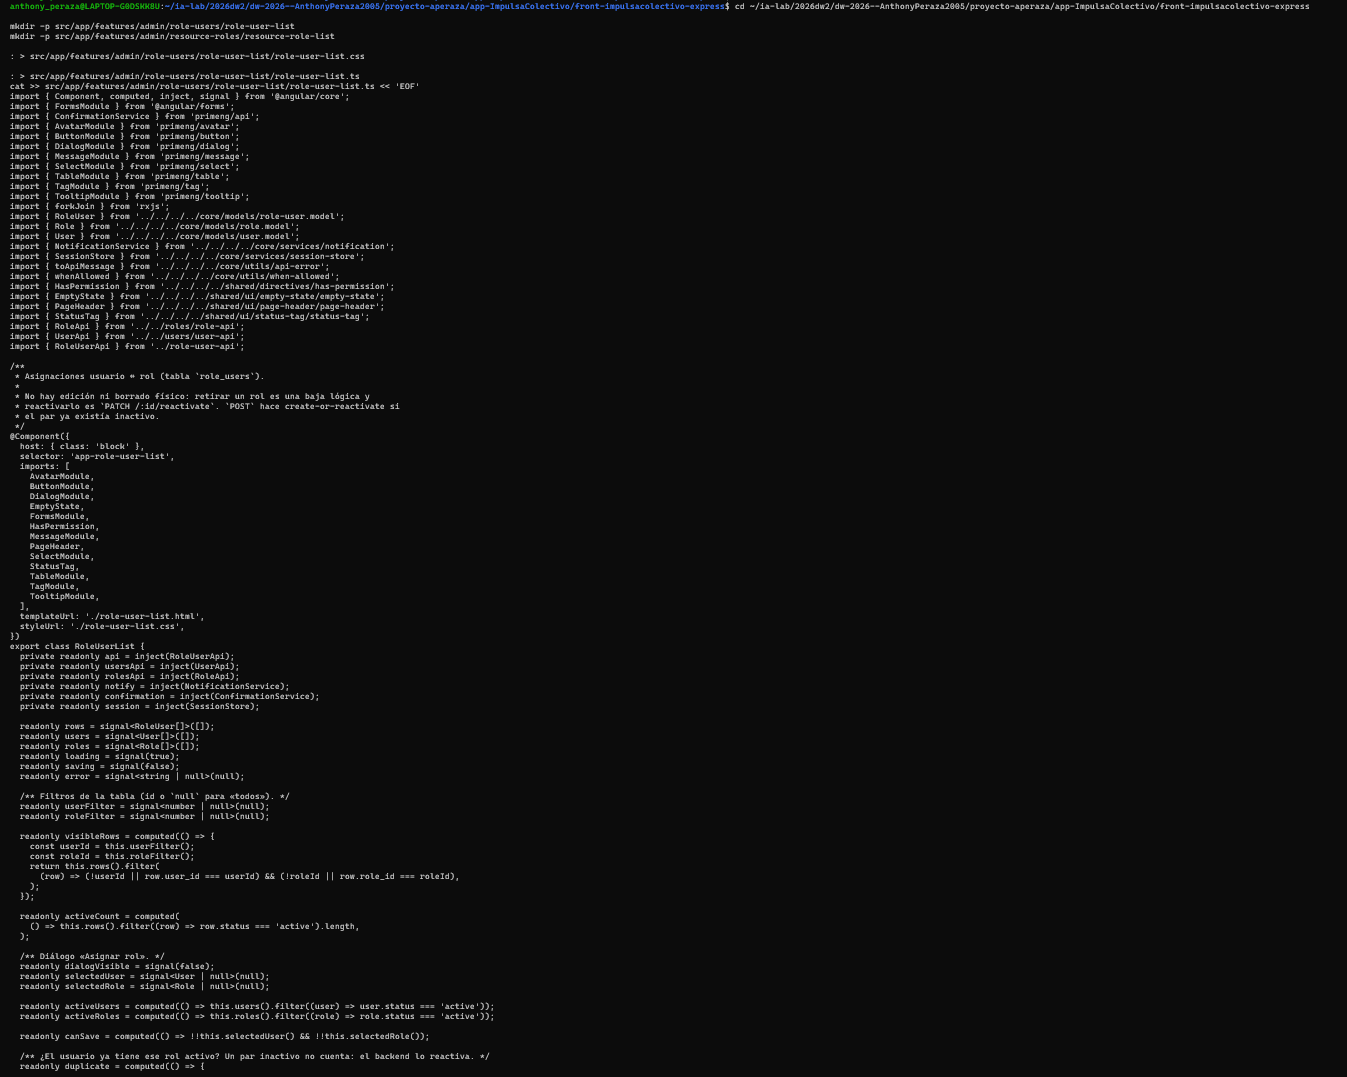 anthony_peraza@LAPTOP-G0DSKK8U:~/ia-lab/2026dw2/dw-2026--AnthonyPeraza2005/proyecto-aperaza/app-ImpulsaColectivo/front-impulsacolectivo-express$ cd ~/ia-lab/2026dw2/dw-2026--AnthonyPeraza2005/proyecto-aperaza/app-ImpulsaColectivo/front-impulsacolectivo-express

mkdir -p src/app/features/admin/role-users/role-user-list
mkdir -p src/app/features/admin/resource-roles/resource-role-list

: > src/app/features/admin/role-users/role-user-list/role-user-list.css

: > src/app/features/admin/role-users/role-user-list/role-user-list.ts
cat >> src/app/features/admin/role-users/role-user-list/role-user-list.ts << 'EOF'
import { Component, computed, inject, signal } from '@angular/core';
import { FormsModule } from '@angular/forms';
import { ConfirmationService } from 'primeng/api';
import { AvatarModule } from 'primeng/avatar';
import { ButtonModule } from 'primeng/button';
import { DialogModule } from 'primeng/dialog';
import { MessageModule } from 'primeng/message';
import { SelectModule } from 'primeng/select';
import { TableModule } from 'primeng/table';
import { TagModule } from 'primeng/tag';
import { TooltipModule } from 'primeng/tooltip';
import { forkJoin } from 'rxjs';
import { RoleUser } from '../../../../core/models/role-user.model';
import { Role } from '../../../../core/models/role.model';
import { User } from '../../../../core/models/user.model';
import { NotificationService } from '../../../../core/services/notification';
import { SessionStore } from '../../../../core/services/session-store';
import { toApiMessage } from '../../../../core/utils/api-error';
import { whenAllowed } from '../../../../core/utils/when-allowed';
import { HasPermission } from '../../../../shared/directives/has-permission';
import { EmptyState } from '../../../../shared/ui/empty-state/empty-state';
import { PageHeader } from '../../../../shared/ui/page-header/page-header';
import { StatusTag } from '../../../../shared/ui/status-tag/status-tag';
import { RoleApi } from '../../roles/role-api';
import { UserApi } from '../../users/user-api';
import { RoleUserApi } from '../role-user-api';

/**
 * Asignaciones usuario ↔ rol (tabla `role_users`).
 *
 * No hay edición ni borrado físico: retirar un rol es una baja lógica y
 * reactivarlo es `PATCH /:id/reactivate`. `POST` hace create-or-reactivate si
 * el par ya existía inactivo.
 */
@Component({
  host: { class: 'block' },
  selector: 'app-role-user-list',
  imports: [
    AvatarModule,
    ButtonModule,
    DialogModule,
    EmptyState,
    FormsModule,
    HasPermission,
    MessageModule,
    PageHeader,
    SelectModule,
    StatusTag,
    TableModule,
    TagModule,
    TooltipModule,
  ],
  templateUrl: './role-user-list.html',
  styleUrl: './role-user-list.css',
})
export class RoleUserList {
  private readonly api = inject(RoleUserApi);
  private readonly usersApi = inject(UserApi);
  private readonly rolesApi = inject(RoleApi);
  private readonly notify = inject(NotificationService);
  private readonly confirmation = inject(ConfirmationService);
  private readonly session = inject(SessionStore);

  readonly rows = signal<RoleUser[]>([]);
  readonly users = signal<User[]>([]);
  readonly roles = signal<Role[]>([]);
  readonly loading = signal(true);
  readonly saving = signal(false);
  readonly error = signal<string | null>(null);

  /** Filtros de la tabla (id o `null` para «todos»). */
  readonly userFilter = signal<number | null>(null);
  readonly roleFilter = signal<number | null>(null);

  readonly visibleRows = computed(() => {
    const userId = this.userFilter();
    const roleId = this.roleFilter();
    return this.rows().filter(
      (row) => (!userId || row.user_id === userId) && (!roleId || row.role_id === roleId),
    );
  });

  readonly activeCount = computed(
    () => this.rows().filter((row) => row.status === 'active').length,
  );

  /** Diálogo «Asignar rol». */
  readonly dialogVisible = signal(false);
  readonly selectedUser = signal<User | null>(null);
  readonly selectedRole = signal<Role | null>(null);

  readonly activeUsers = computed(() => this.users().filter((user) => user.status === 'active'));
  readonly activeRoles = computed(() => this.roles().filter((role) => role.status === 'active'));

  readonly canSave = computed(() => !!this.selectedUser() && !!this.selectedRole());

  /** ¿El usuario ya tiene ese rol activo? Un par inactivo no cuenta: el backend lo reactiva. */
  readonly duplicate = computed(() => {